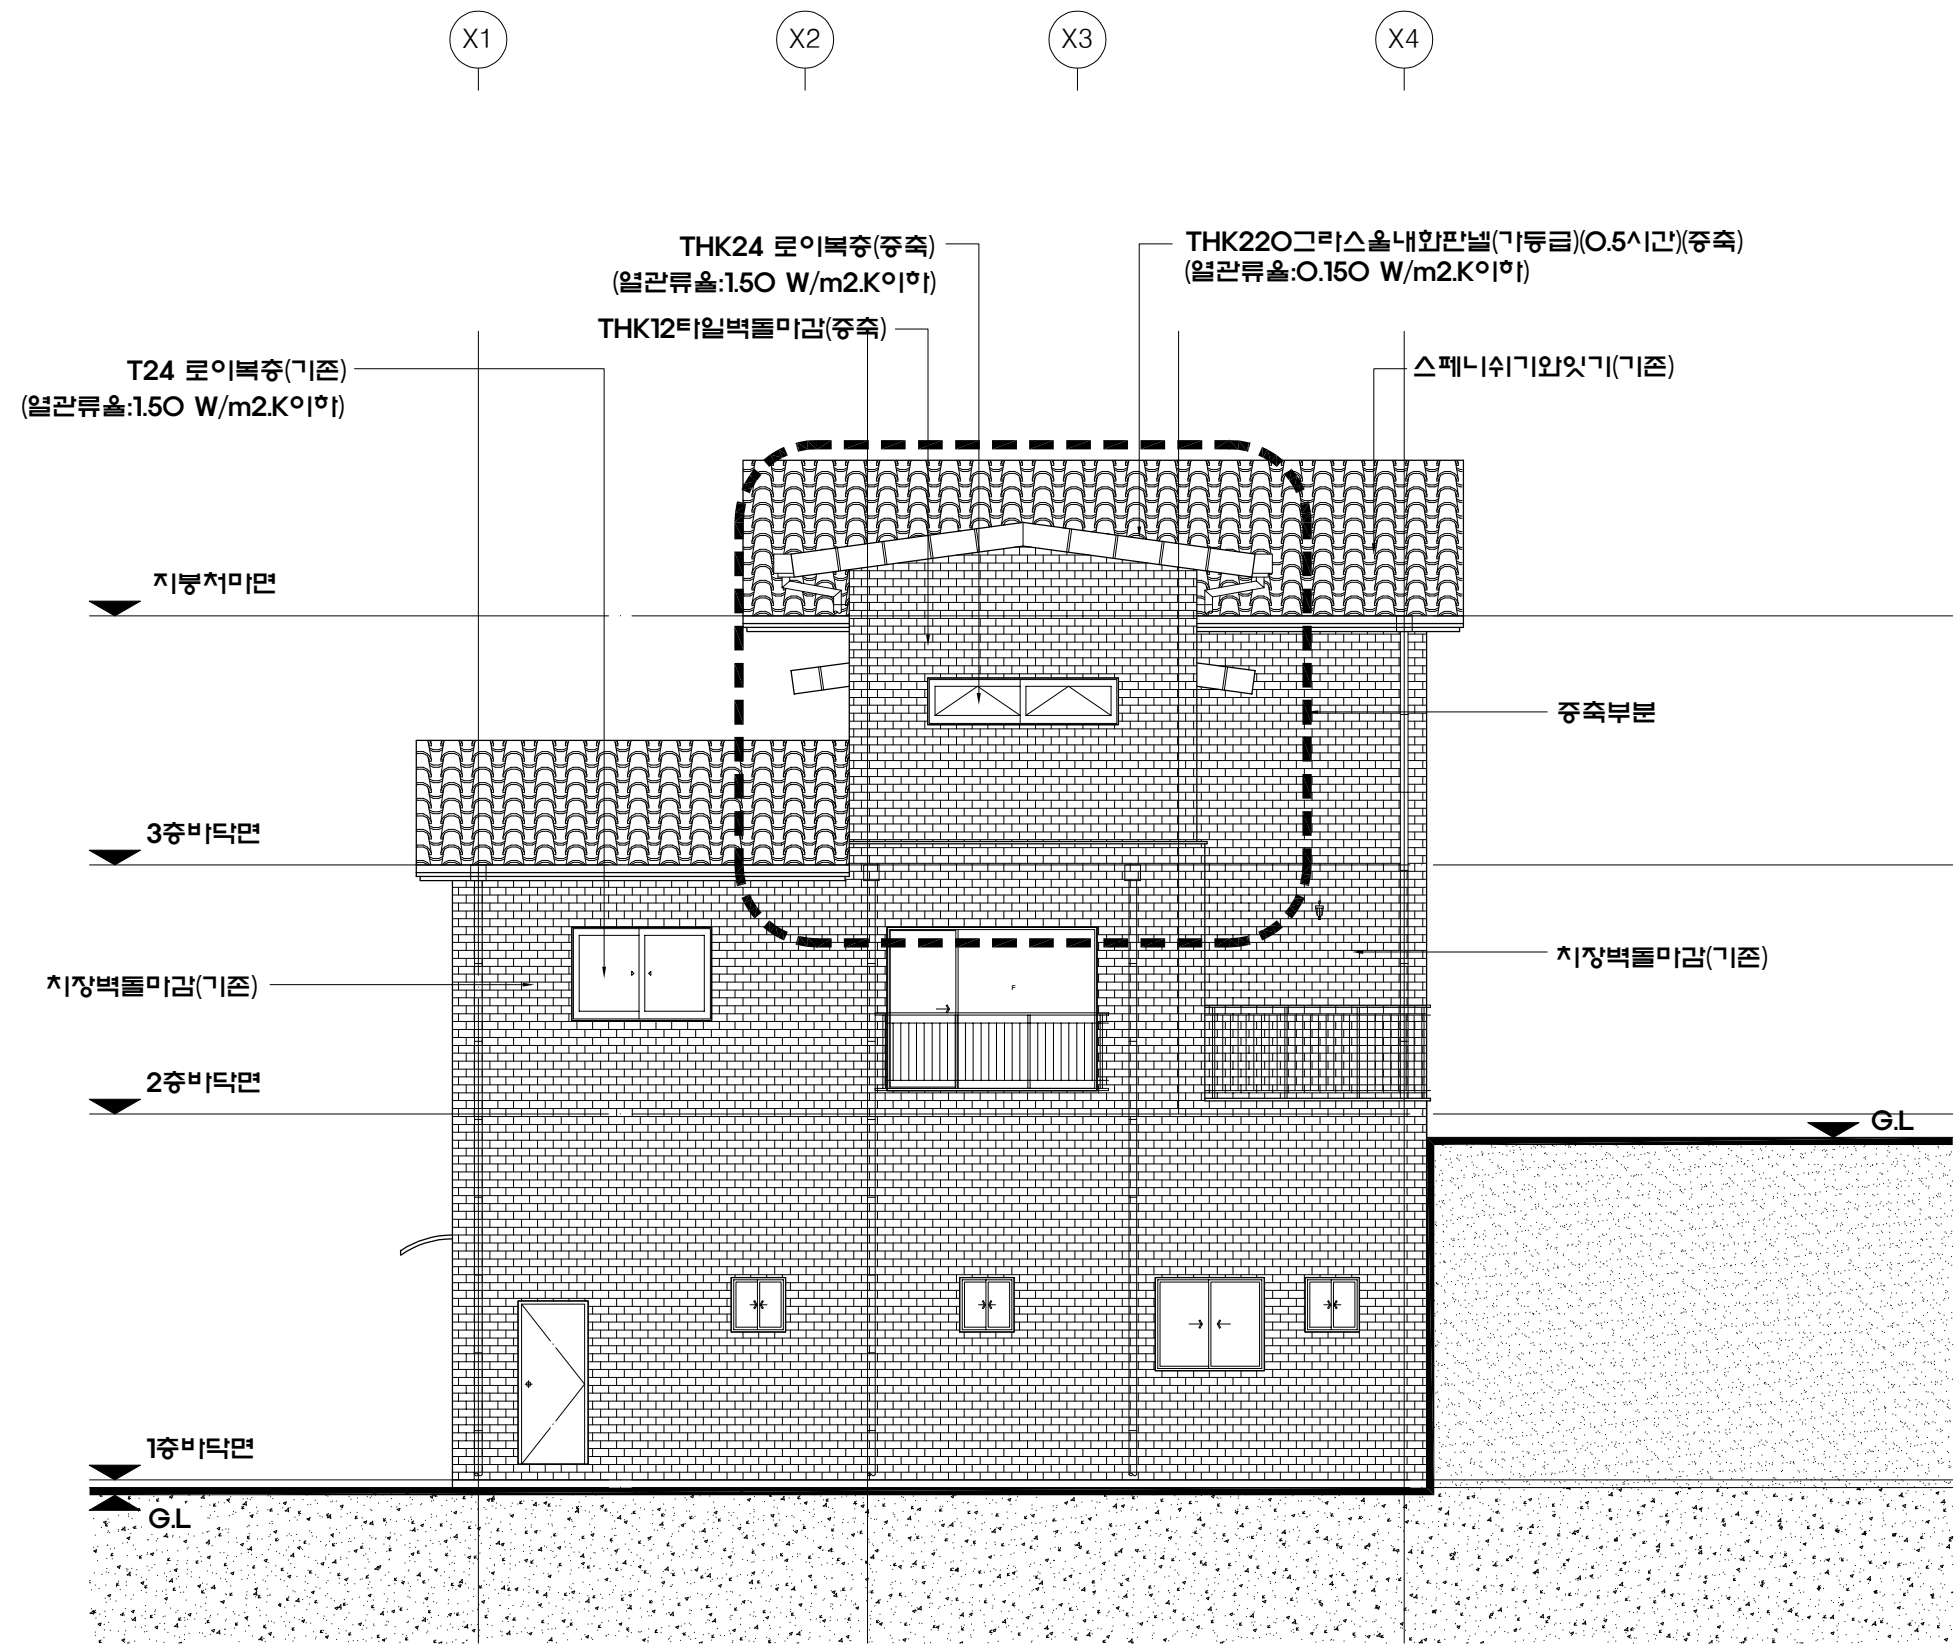 X1
X2
X3
X4
THK24 로이복층(증축)
(열관류율:1.50 W/m2.K이하)
THK220그라스울내화판넬(가등급)(0.5시간)(증축)
(열관류율:0.150 W/m2.K이하)
THK12타일벽돌마감(증축)
T24 로이복층(기존)
(열관류율:1.50 W/m2.K이하)
스페니쉬기와잇기(기존)
지붕처마면
증축부분
3층바닥면
치장벽돌마감(기존)
치장벽돌마감(기존)
F
2층바닥면
G.L
1층바닥면
G.L